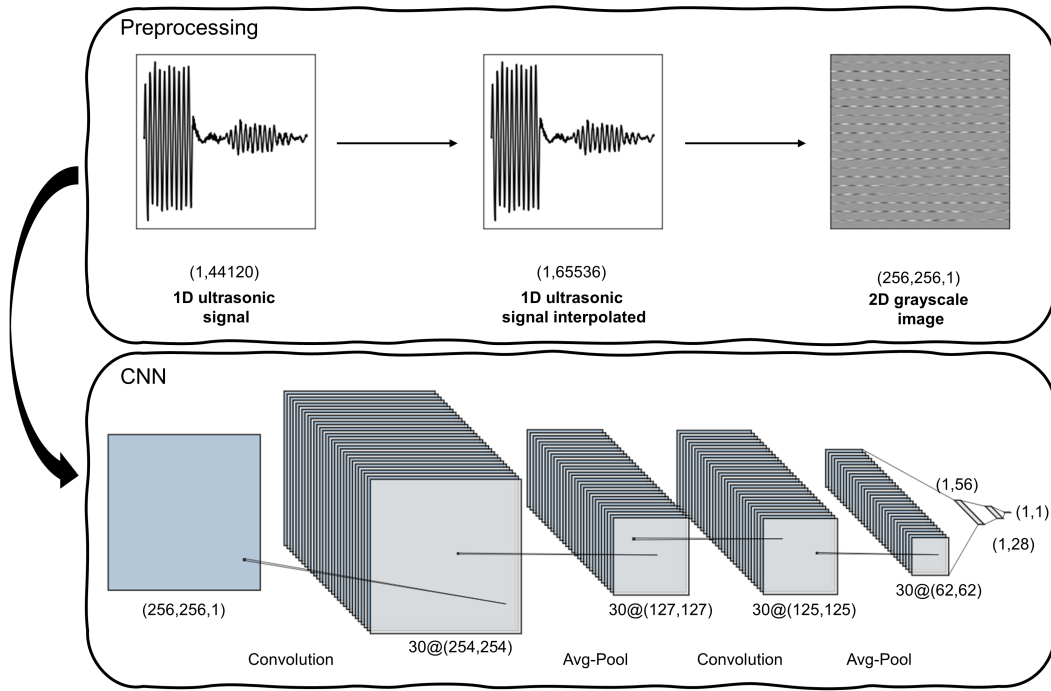 Preprocessing
(1,44120)
1D ultrasonic
signal
(1,65536)
1D ultrasonic
signal interpolated
(256,256,1)
2D grayscale
image
CNN
(256,256,1)
Convolution
30@(254,254)
30@(127,127)
Avg-Pool
30@(125,125)
Convolution
30@(62,62)
Avg-Pool
(1,56)
(1,28)
(1,1)